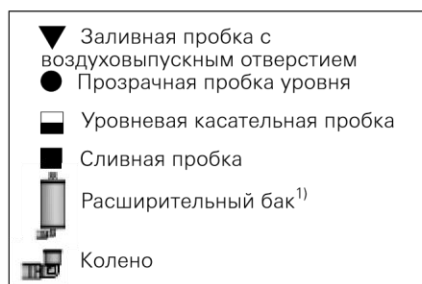 Заливная пробка с
воздуховыпускным отверстием
Прозрачная пробка уровня
Уровневая касательная пробка
Сливная пробка
Расширительный бак1)
Колено